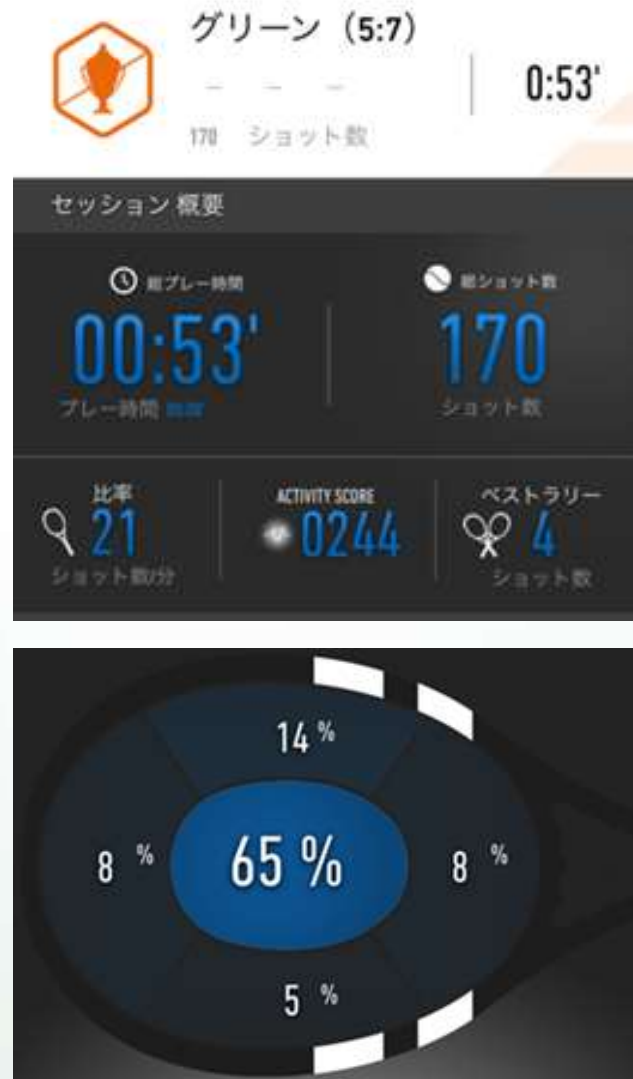 グリーン（5:7）
– – –
0:53'
170 ショット数
セッション 概要
総プレー時間
00:53'
プレー時間
総ショット数
170
ショット数
比率
21
ショット数/分
ACTIVITY SCORE
0244
ベストラリー
4
ショット数
14 %
8 %
65 %
8 %
5 %